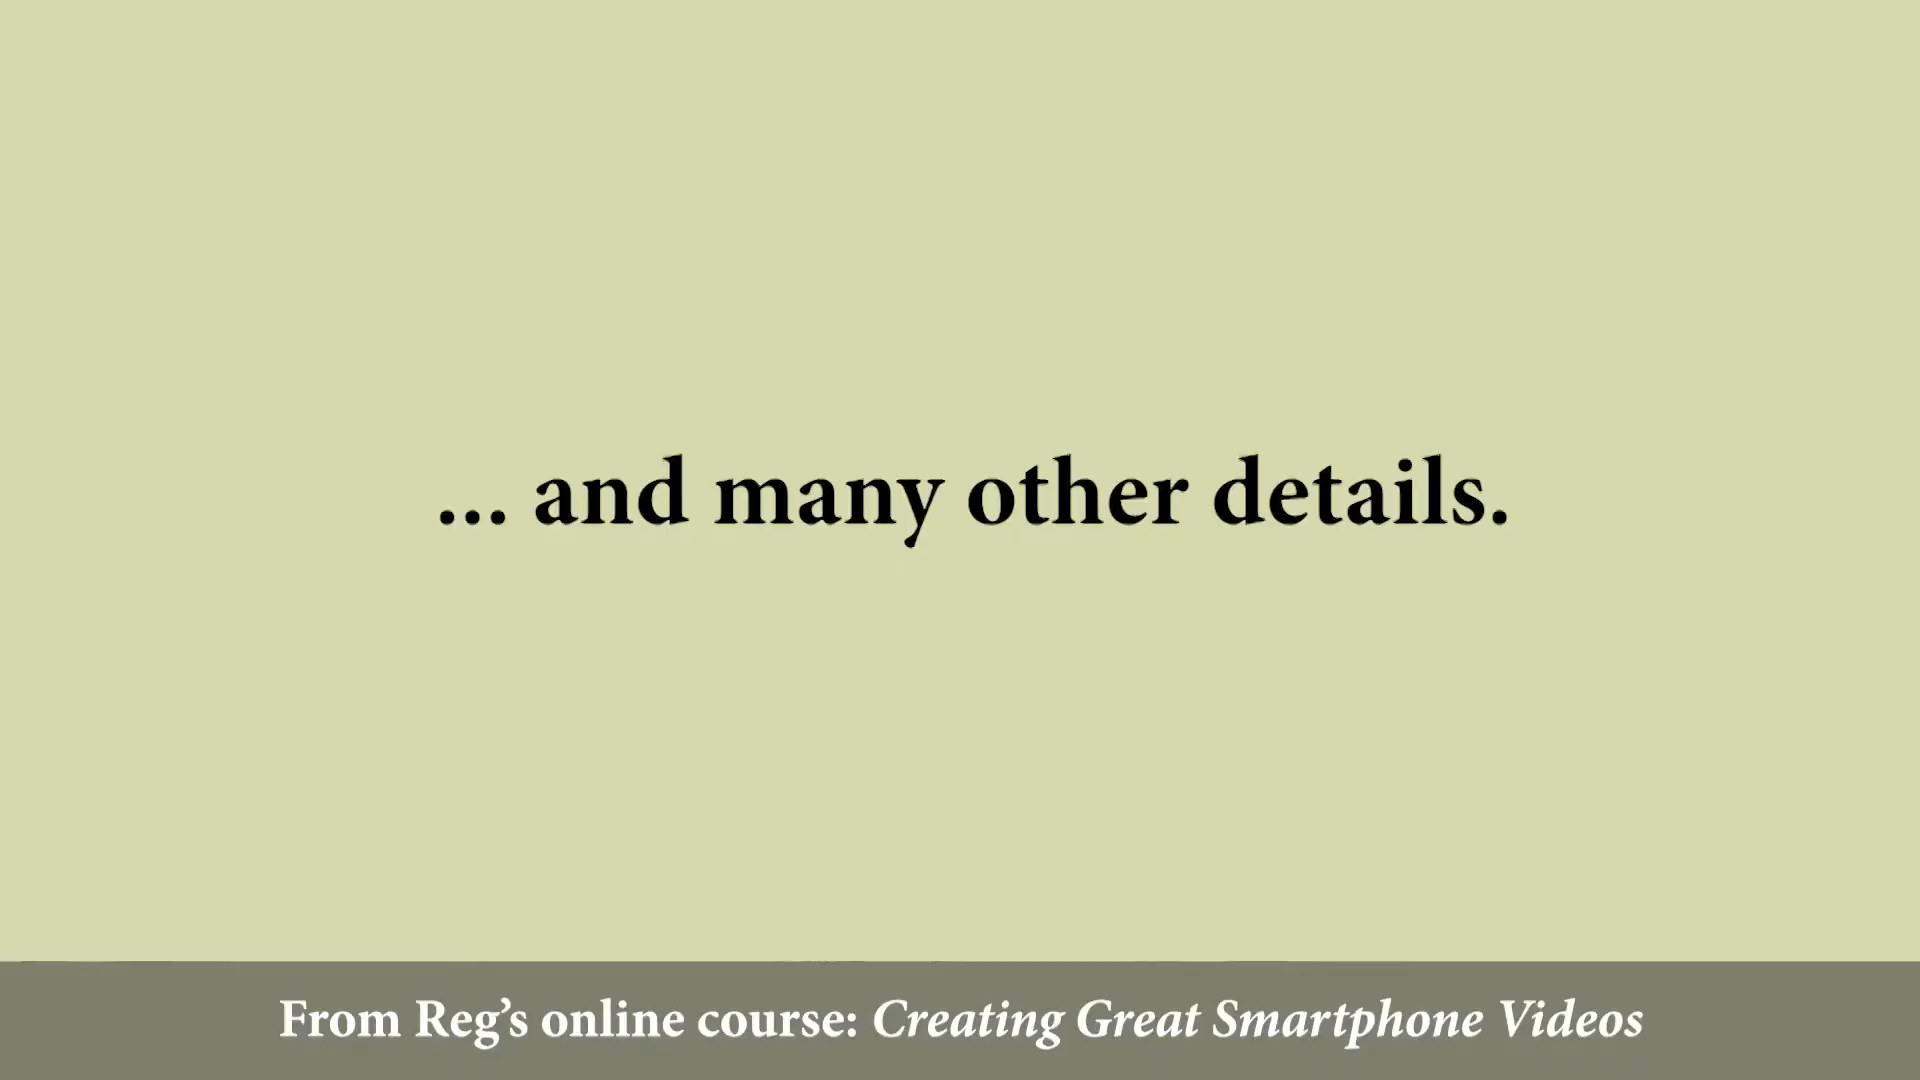 ... and many other details.
From Reg’s online course: Creating Great Smartphone Videos